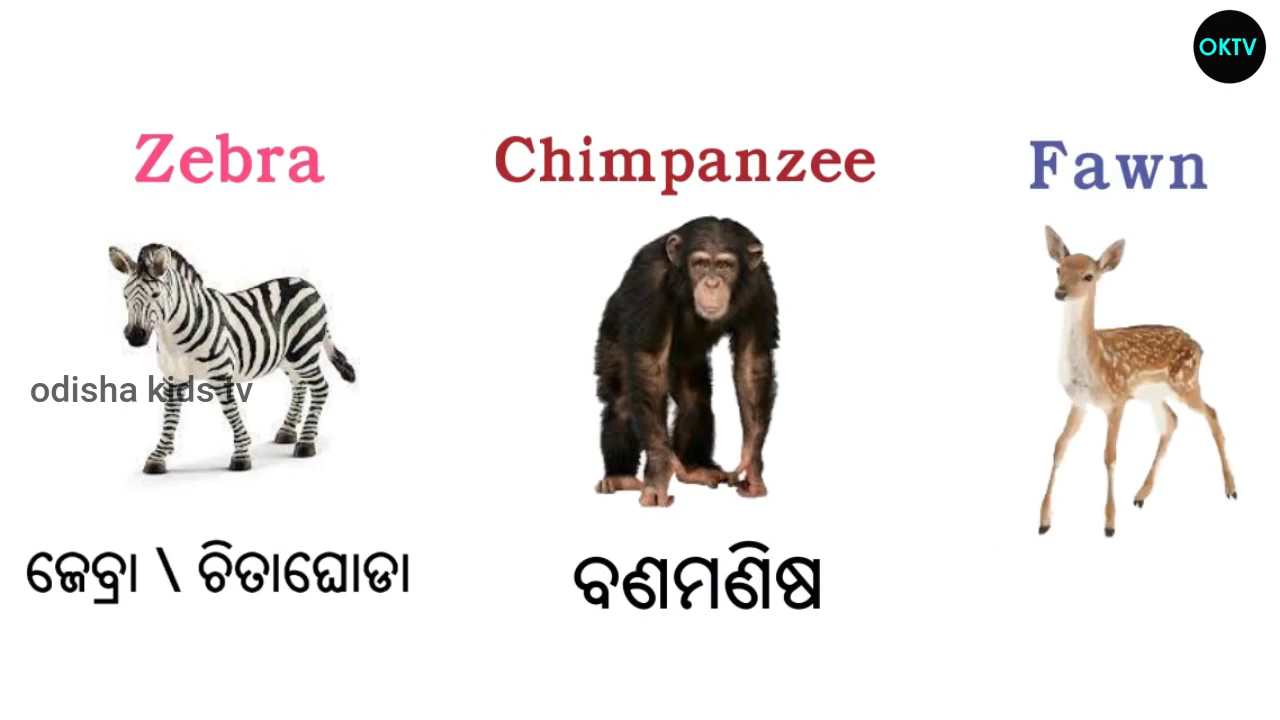 OKTV
Zebra
Chimpanzee
Fawn
odisha kids tv
ଜେବ୍ରା \ ଚିତାଘୋଡା
ବଣମଣିଷ